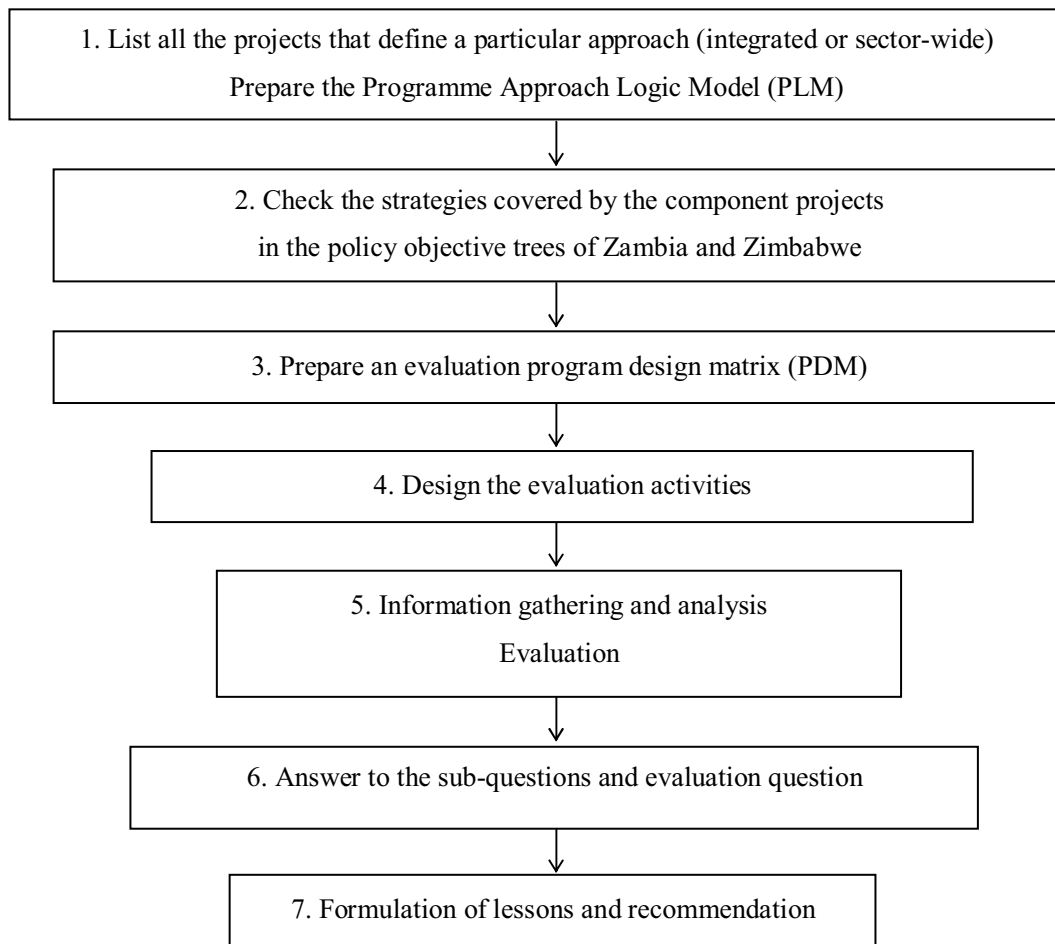 1. List all the projects that define a particular approach (integrated or sector-wide)
Prepare the Programme Approach Logic Model (PLM)
2. Check the strategies covered by the component projects
in the policy objective trees of Zambia and Zimbabwe
3. Prepare an evaluation program design matrix (PDM)
4. Design the evaluation activities
5. Information gathering and analysis
Evaluation
6. Answer to the sub-questions and evaluation question
7. Formulation of lessons and recommendation